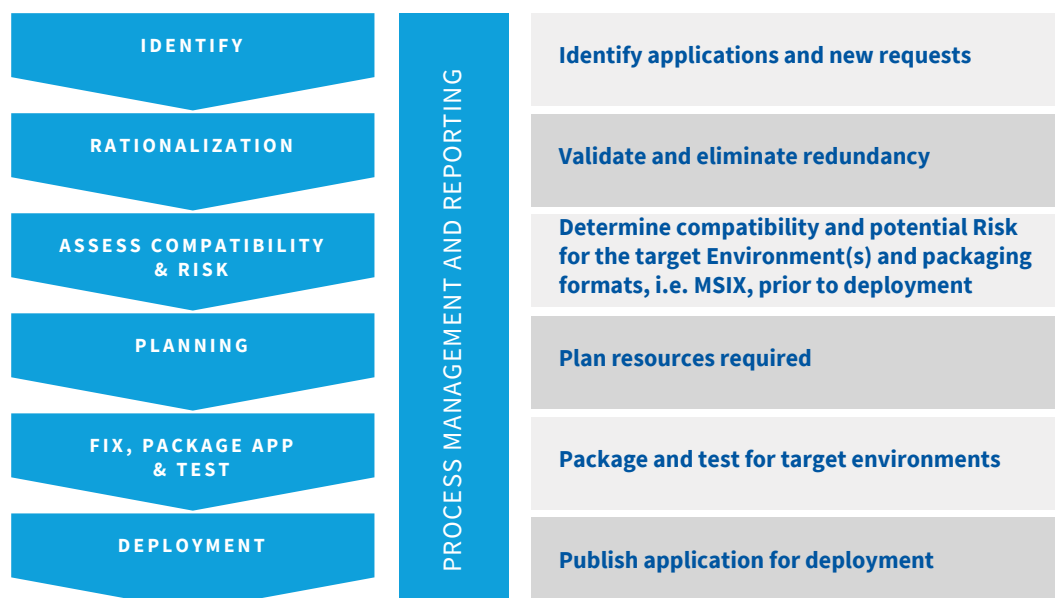 IDENTIFY
Identify applications and new requests
RATIONALIZATION
Validate and eliminate redundancy
ASSESS COMPATIBILITY
& RISK
Determine compatibility and potential Risk
for the target Environment(s) and packaging
formats, i.e. MSIX, prior to deployment
PLANNING
Plan resources required
FIX, PACKAGE APP
& TEST
Package and test for target environments
DEPLOYMENT
Publish application for deployment
PROCESS MANAGEMENT AND REPORTING